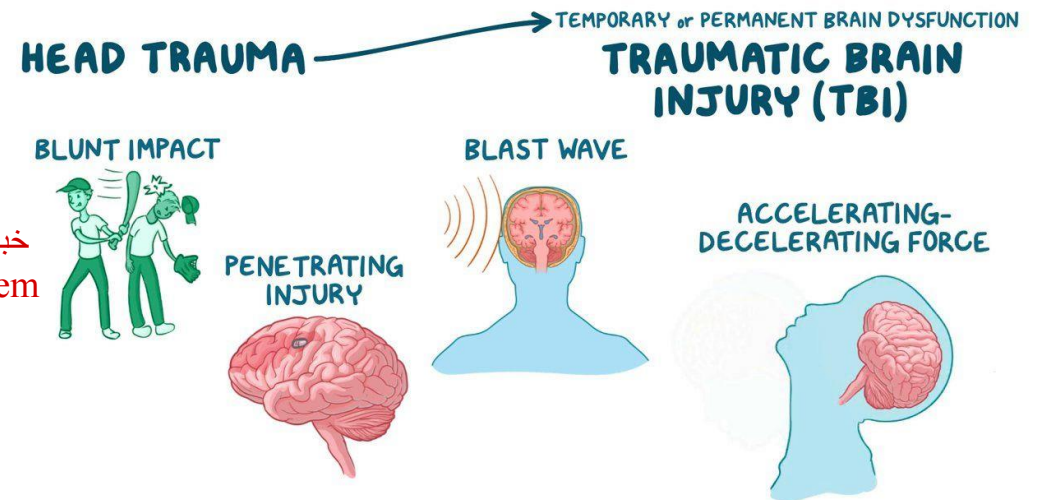 TEMPORARY or PERMANENT BRAIN DYSFUNCTION
HEAD TRAUMA
TRAUMATIC BRAIN
INJURY (TBI)
BLUNT IMPACT
BLAST WAVE
ACCELERATING-
DECELERATING FORCE
PENETRATING
INJURY